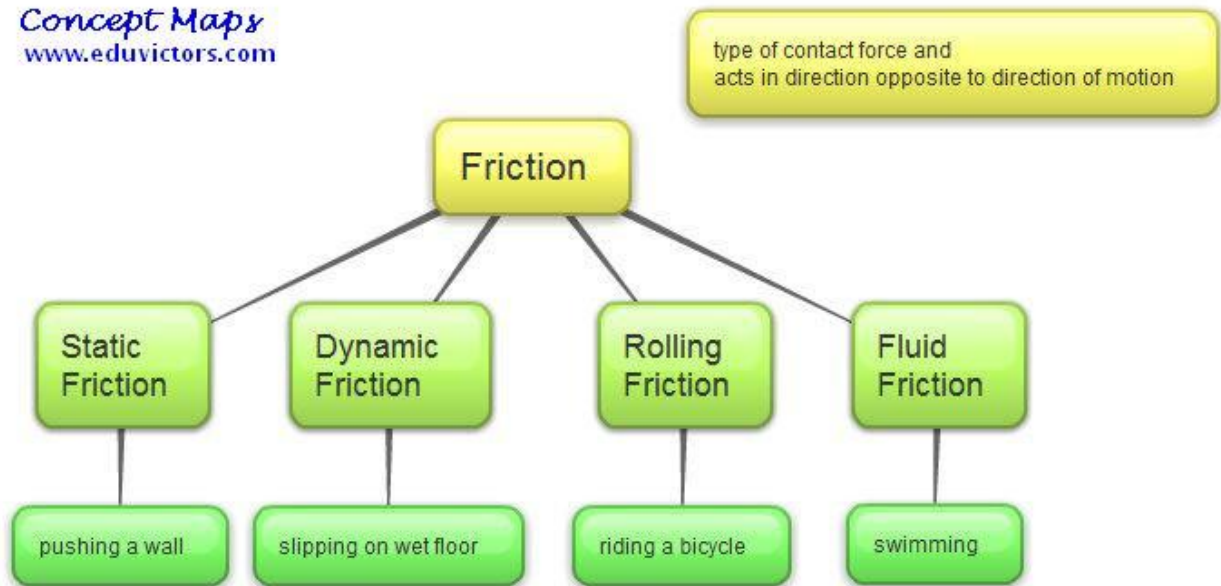 Concept Maps
www.eduvictors.com
type of contact force and
acts in direction opposite to direction of motion
Friction
Static
Friction
Dynamic
Friction
Rolling
Friction
Fluid
Friction
pushing a wall
slipping on wet floor
riding a bicycle
swimming